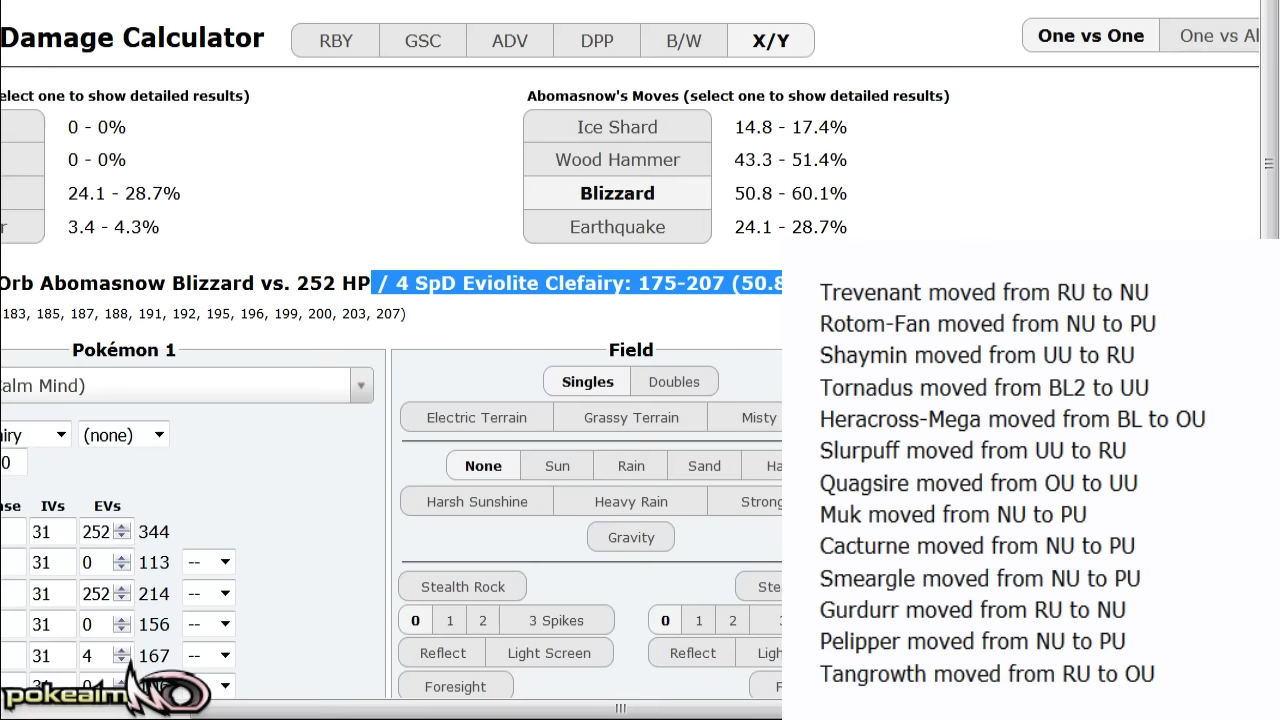 Damage Calculator
RBY GSC ADV DPP B/W X/Y
One vs One One vs Al
elect one to show detailed results)
0 - 0%
0 - 0%
24.1 - 28.7%
r 3.4 - 4.3%
Abomasnow's Moves (select one to show detailed results)
Ice Shard 14.8 - 17.4%
Wood Hammer 43.3 - 51.4%
Blizzard 50.8 - 60.1%
Earthquake 24.1 - 28.7%
Orb Abomasnow Blizzard vs. 252 HP / 4 SpD Eviolite Clefairy: 175-207 (50.8
183, 185, 187, 188, 191, 192, 195, 196, 199, 200, 203, 207)
Pokémon 1
alm Mind)
iry (none)
0
ase IVs EVs
31 252 344
31 0 113 --
31 252 214 --
31 0 156 --
31 4 167 --
31 0 --
Field
Singles Doubles
Electric Terrain Grassy Terrain Misty
None Sun Rain Sand Ha
Harsh Sunshine Heavy Rain Strong
Gravity
Stealth Rock Ste
0 1 2 3 Spikes 0 1 2 3
Reflect Light Screen Reflect Ligh
Foresight F
Trevenant moved from RU to NU
Rotom-Fan moved from NU to PU
Shaymin moved from UU to RU
Tornadus moved from BL2 to UU
Heracross-Mega moved from BL to OU
Slurpuff moved from UU to RU
Quagsire moved from OU to UU
Muk moved from NU to PU
Cacturne moved from NU to PU
Smeargle moved from NU to PU
Gurdurr moved from RU to NU
Pelipper moved from NU to PU
Tangrowth moved from RU to OU
pokeaimMD